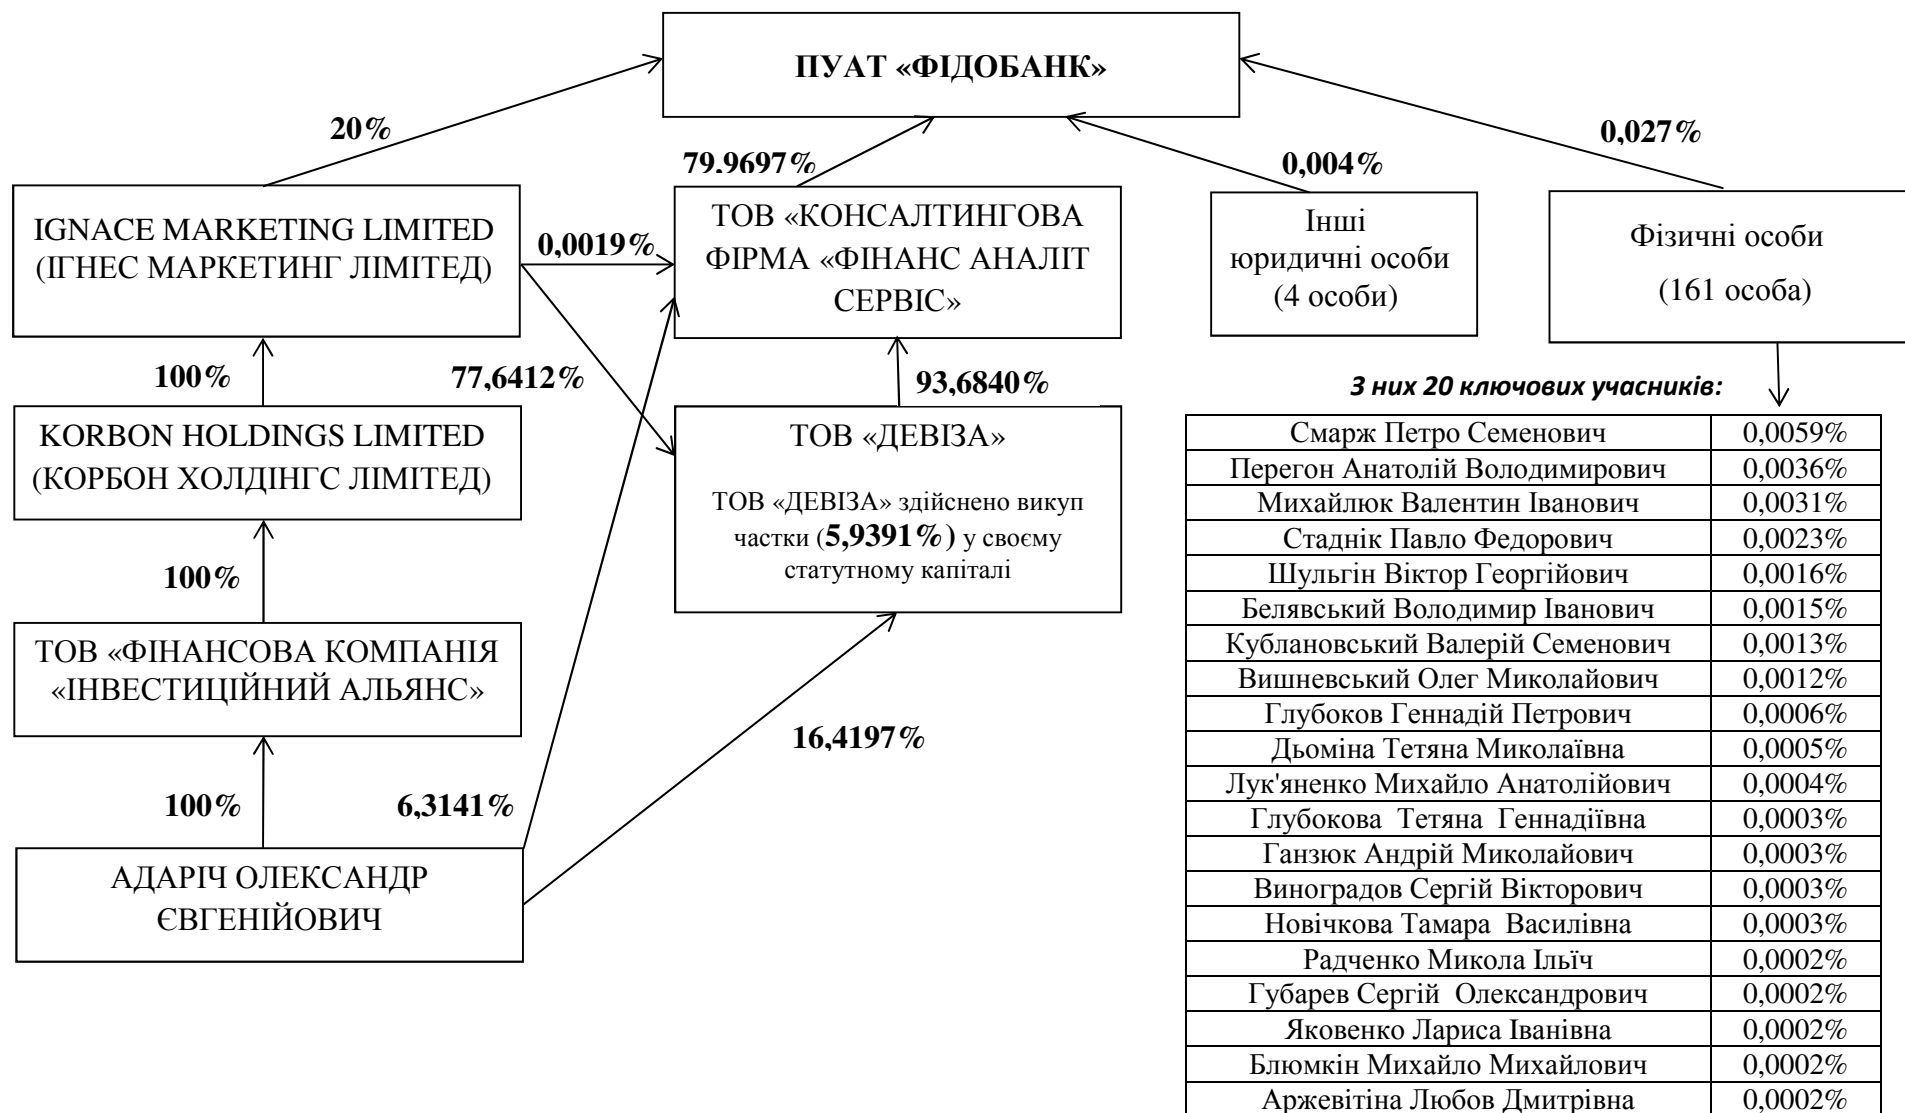 ПУАТ «ФІДОБАНК»
20%
79,9697%
0,004%
0,027%
IGNACE MARKETING LIMITED
(ІГНЕС МАРКЕТИНГ ЛІМІТЕД)
0,0019%
ТОВ «КОНСАЛТИНГОВА
ФІРМА «ФІНАНС АНАЛІТ
СЕРВІС»
Інші
юридичні особи
(4 особи)
Фізичні особи
(161 особа)
100%
77,6412%
93,6840%
З них 20 ключових учасників:
KORBON HOLDINGS LIMITED
(КОРБОН ХОЛДІНГС ЛІМІТЕД)
ТОВ «ДЕВІЗА»
ТОВ «ДЕВІЗА» здійснено викуп
частки (5,9391%) у своєму
статутному капіталі
100%
ТОВ «ФІНАНСОВА КОМПАНІЯ
«ІНВЕСТИЦІЙНИЙ АЛЬЯНС»
16,4197%
100%
6,3141%
АДАРІЧ ОЛЕКСАНДР
ЄВГЕНІЙОВИЧ
Смарж Петро Семенович 0,0059%
Перегон Анатолій Володимирович 0,0036%
Михайлюк Валентин Іванович 0,0031%
Стаднік Павло Федорович 0,0023%
Шульгін Віктор Георгійович 0,0016%
Белявський Володимир Іванович 0,0015%
Кублановський Валерій Семенович 0,0013%
Вишневський Олег Миколайович 0,0012%
Глубоков Геннадій Петрович 0,0006%
Дьоміна Тетяна Миколаївна 0,0005%
Лук'яненко Михайло Анатолійович 0,0004%
Глубокова Тетяна Геннадіївна 0,0003%
Ганзюк Андрій Миколайович 0,0003%
Виноградов Сергій Вікторович 0,0003%
Новічкова Тамара Василівна 0,0003%
Радченко Микола Ільїч 0,0002%
Губарев Сергій Олександрович 0,0002%
Яковенко Лариса Іванівна 0,0002%
Блюмкін Михайло Михайлович 0,0002%
Аржевітіна Любов Дмитрівна 0,0002%